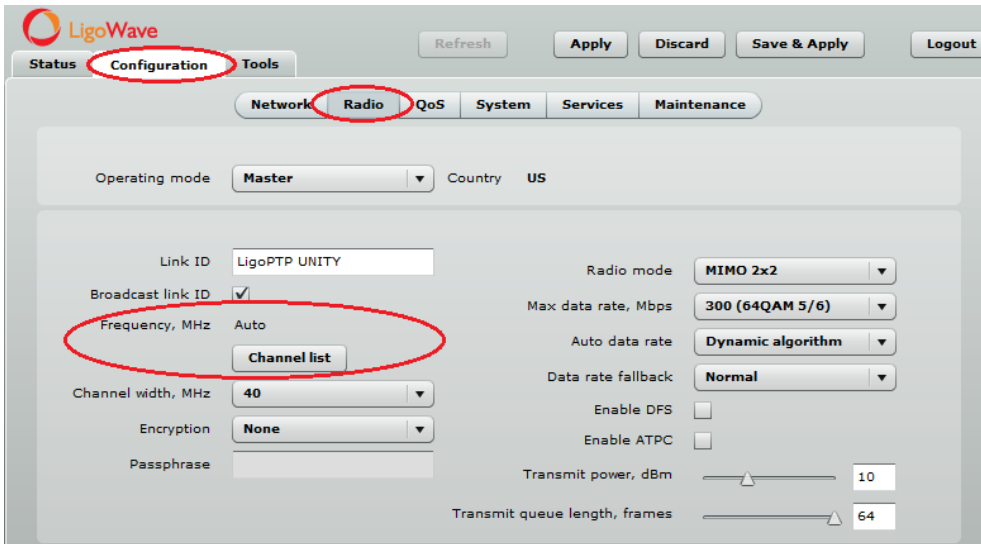 LigoWave
Refresh Apply Discard Save & Apply Logout
Status Configuration Tools
Network Radio QoS System Services Maintenance
Operating mode Master Country US
Link ID LigoPTP UNITY
Broadcast link ID
Frequency, MHz Auto
Channel list
Channel width, MHz 40
Encryption None
Passphrase
Radio mode MIMO 2x2
Max data rate, Mbps 300 (64QAM 5/6)
Auto data rate Dynamic algorithm
Data rate fallback Normal
Enable DFS
Enable ATPC
Transmit power, dBm 10
Transmit queue length, frames 64